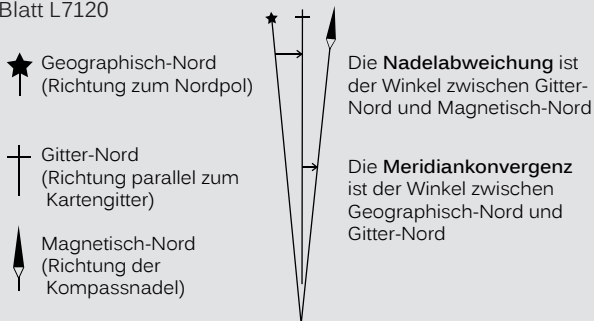 Blatt L7120
Geographisch-Nord
(Richtung zum Nordpol)
Gitter-Nord
(Richtung parallel zum
Kartengitter)
Magnetisch-Nord
(Richtung der
Kompassnadel)
Die Nadelabweichung ist
der Winkel zwischen Gitter-
Nord und Magnetisch-Nord
Die Meridiankonvergenz
ist der Winkel zwischen
Geographisch-Nord und
Gitter-Nord